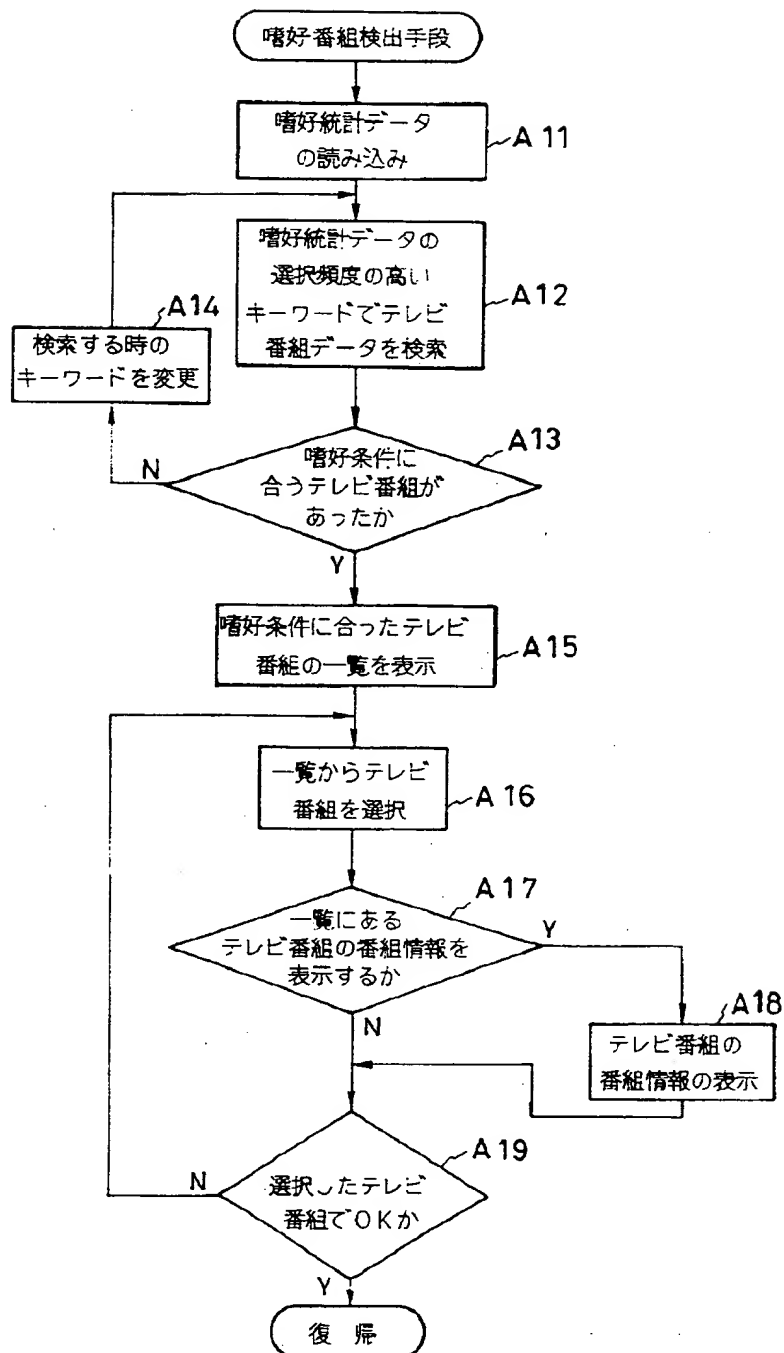 嗜好番組検出手段
嗜好統計データ
の読み込み
A11
嗜好統計データの
選択頻度の高い
キーワードでテレビ
番組データを検索
A12
A14
検索する時の
キーワードを変更
A13
嗜好条件に
合うテレビ番組が
あったか
N
Y
嗜好条件に合ったテレビ
番組の一覧を表示
A15
一覧からテレビ
番組を選択
A16
A17
一覧にある
テレビ番組の番組情報を
表示するか
Y
N
A18
テレビ番組の
番組情報の表示
A19
選択したテレビ
番組でOKか
N
Y
復帰